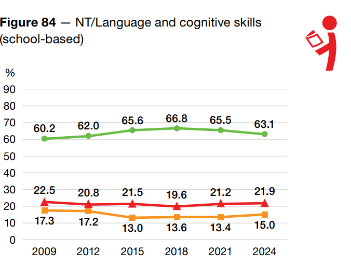 Figure 84 — NT/Language and cognitive skills
(school-based)
%
90
80
70
60
50
40
30
20
10
0
60.2 62.0 65.6 66.8 65.5 63.1
22.5 20.8 21.5 19.6 21.2 21.9
17.3 17.2 13.0 13.6 13.4 15.0
2009 2012 2015 2018 2021 2024